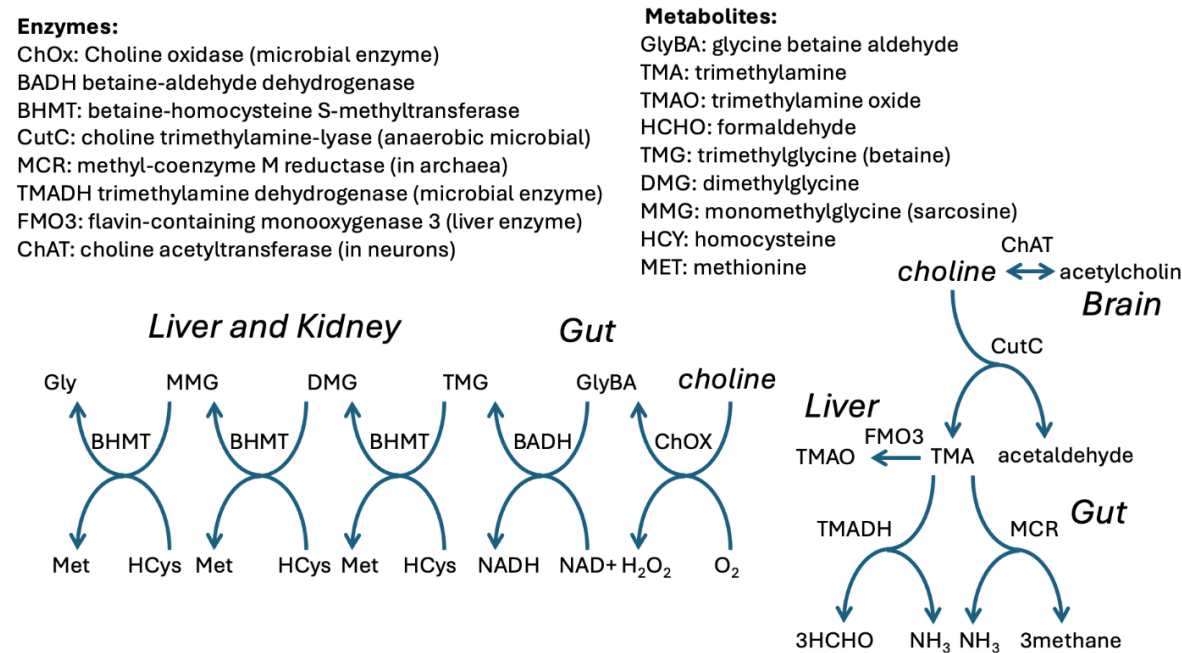 Enzymes:
ChOx: Choline oxidase (microbial enzyme)
BADH betaine-aldehyde dehydrogenase
BHMT: betaine-homocysteine S-methyltransferase
CutC: choline trimethylamine-lyase (anaerobic microbial)
MCR: methyl-coenzyme M reductase (in archaea)
TMADH trimethylamine dehydrogenase (microbial enzyme)
FMO3: flavin-containing monooxygenase 3 (liver enzyme)
ChAT: choline acetyltransferase (in neurons)
Metabolites:
GlyBA: glycine betaine aldehyde
TMA: trimethylamine
TMAO: trimethylamine oxide
HCHO: formaldehyde
TMG: trimethylglycine (betaine)
DMG: dimethylglycine
MMG: monomethylglycine (sarcosine)
HCY: homocysteine
MET: methionine
ChAT
choline acetylcholin
Brain
CutC
Liver and Kidney Gut
Gly MMG DMG TMG GlyBA choline
BHMT BHMT BHMT BADH ChOX
Met HCys Met HCys Met HCys NADH NAD+ H₂O₂ O₂
Liver
FMO3
TMAO TMA acetaldehyde
Gut
TMADH MCR
3HCHO NH₃ NH₃ 3methane